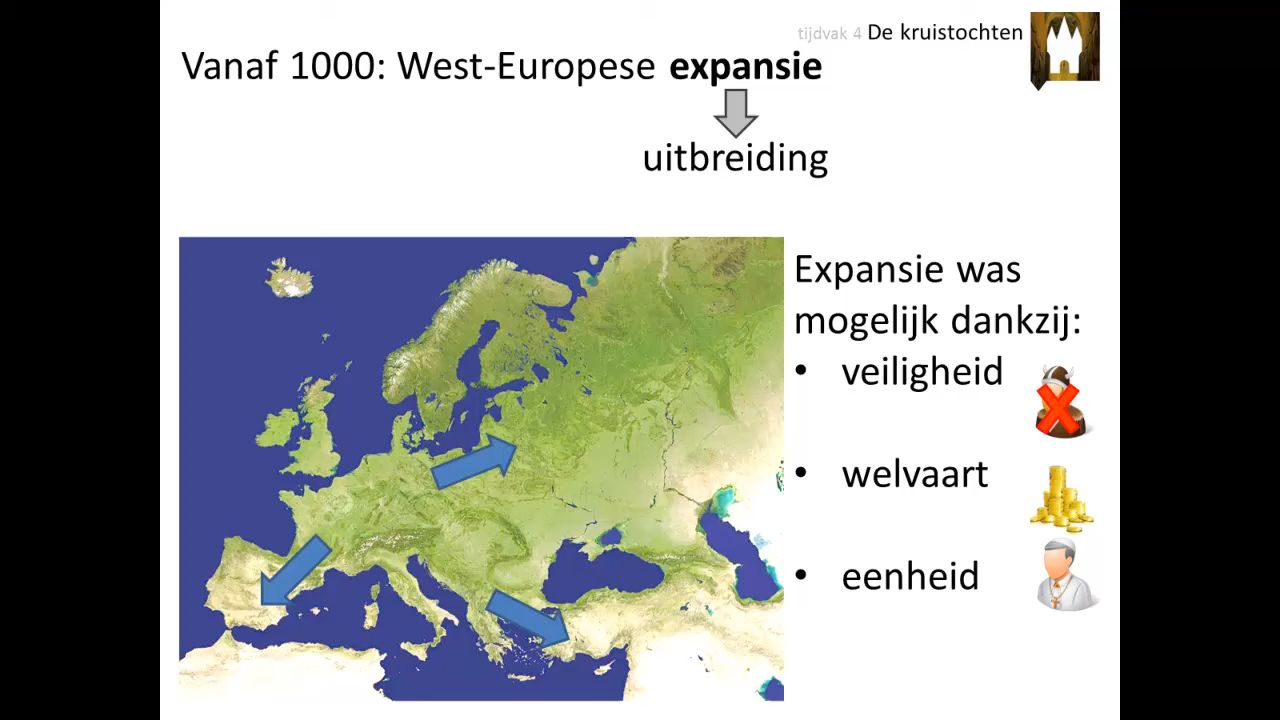 tijdvak 4 De kruistochten
Vanaf 1000: West-Europese expansie
uitbreiding
Expansie was
mogelijk dankzij:
• veiligheid
• welvaart
• eenheid